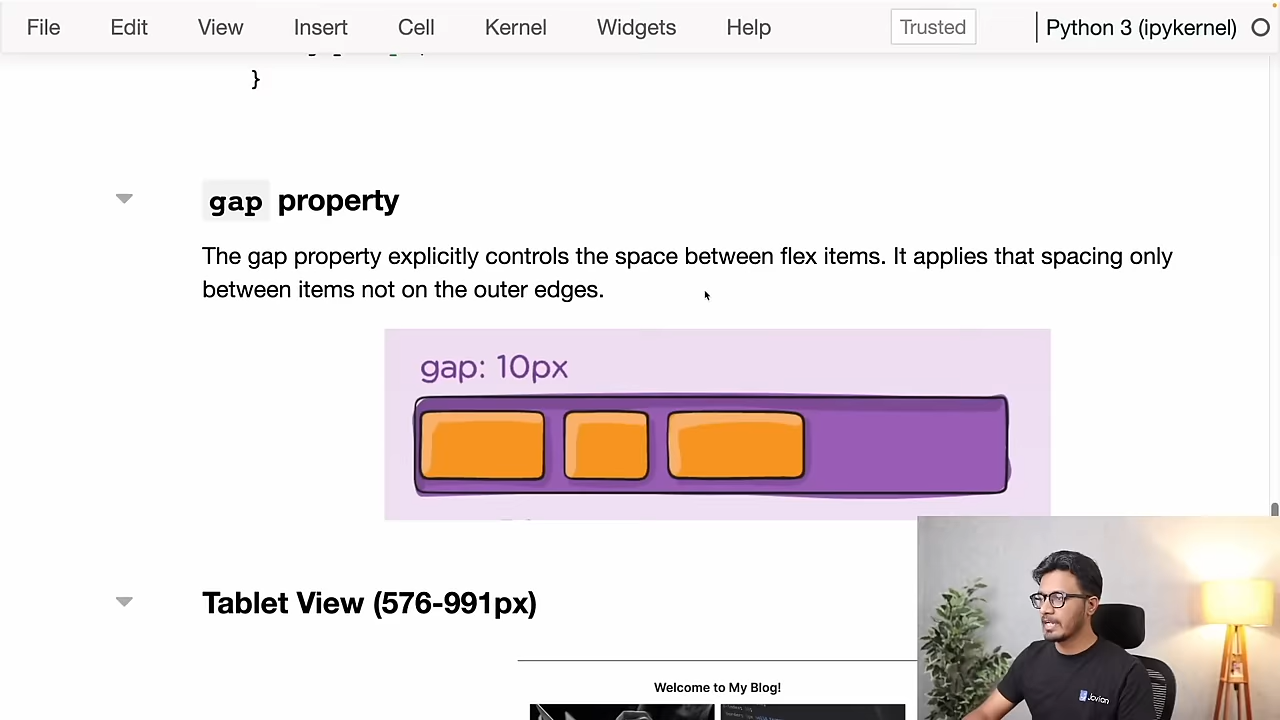 File Edit View Insert Cell Kernel Widgets Help Trusted Python 3 (ipykernel)
}
gap property
The gap property explicitly controls the space between flex items. It applies that spacing only
between items not on the outer edges.
gap: 10px
Tablet View (576-991px)
Welcome to My Blog!
Jovian